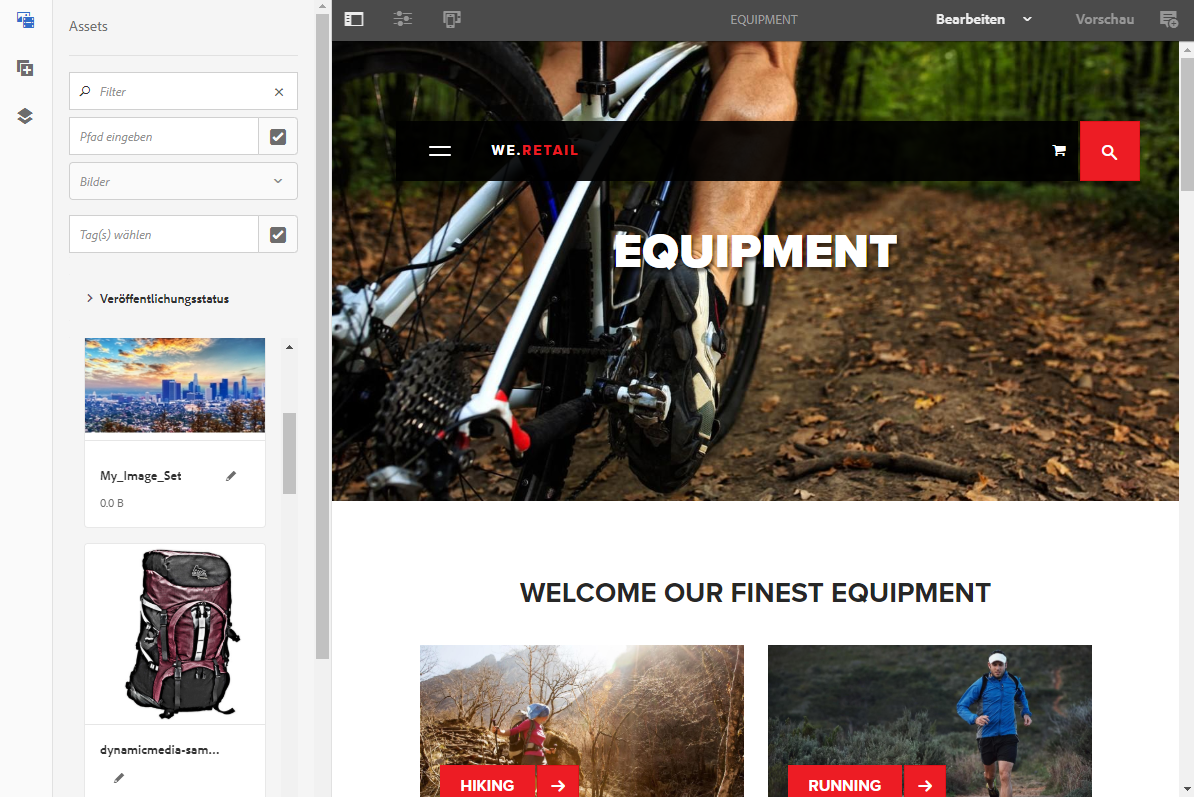 Assets
Filter
Pfad eingeben
Bilder
Tag(s) wählen
Veröffentlichungsstatus
My_Image_Set
0.0 B
dynamicmedia-sam...
EQUIPMENT
Bearbeiten
Vorschau
WE.RETAIL
EQUIPMENT
WELCOME OUR FINEST EQUIPMENT
HIKING
RUNNING